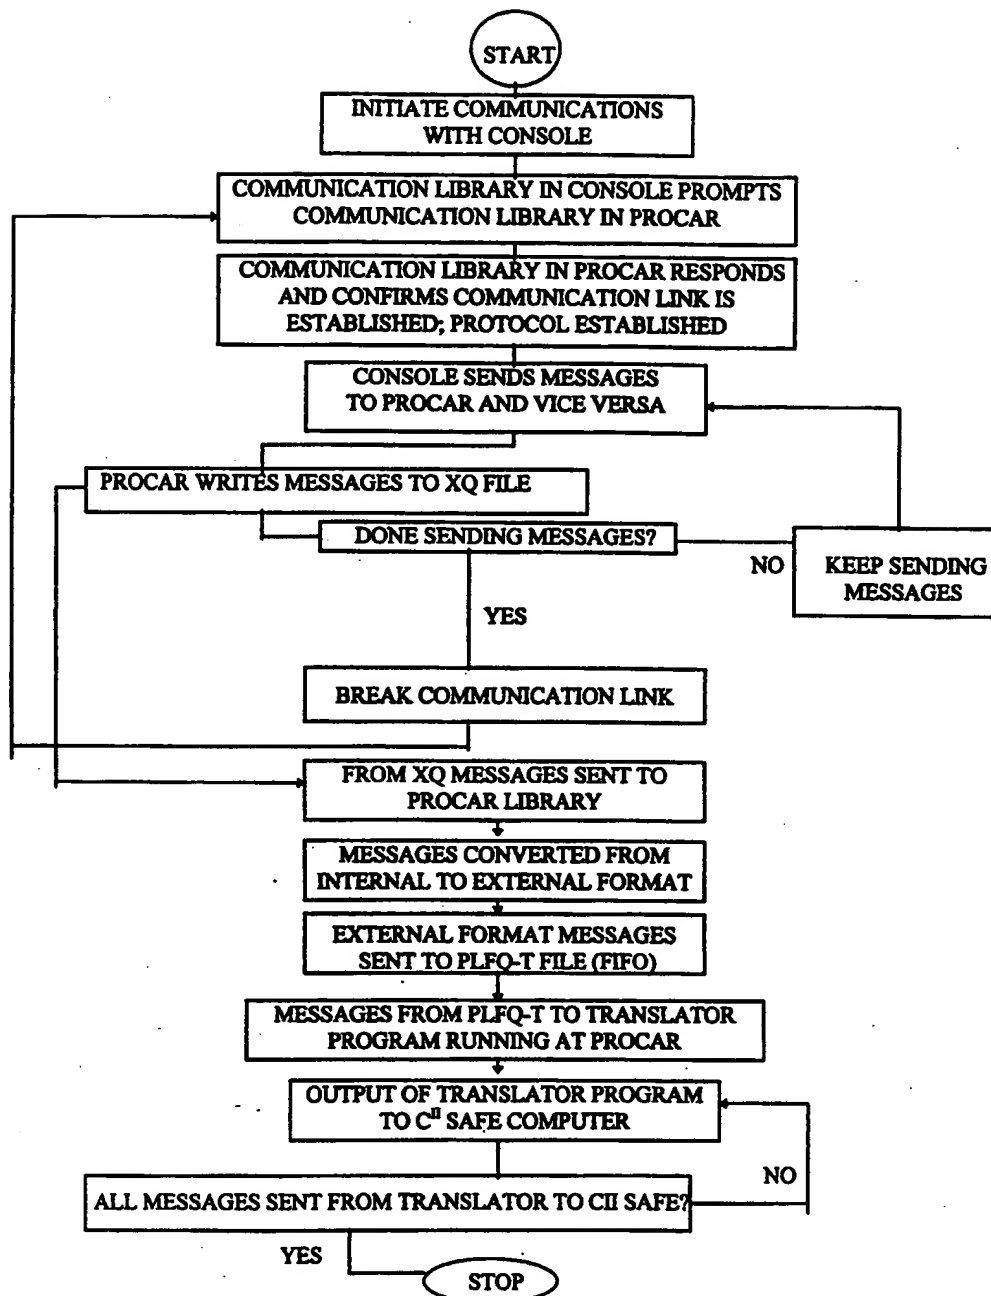 START
INITIATE COMMUNICATIONS
WITH CONSOLE
COMMUNICATION LIBRARY IN CONSOLE PROMPTS
COMMUNICATION LIBRARY IN PROCAR
COMMUNICATION LIBRARY IN PROCAR RESPONDS
AND CONFIRMS COMMUNICATION LINK IS
ESTABLISHED; PROTOCOL ESTABLISHED
CONSOLE SENDS MESSAGES
TO PROCAR AND VICE VERSA
PROCAR WRITES MESSAGES TO XQ FILE
DONE SENDING MESSAGES?
NO
KEEP SENDING
MESSAGES
YES
BREAK COMMUNICATION LINK
FROM XQ MESSAGES SENT TO
PROCAR LIBRARY
MESSAGES CONVERTED FROM
INTERNAL TO EXTERNAL FORMAT
EXTERNAL FORMAT MESSAGES
SENT TO PLFQ-T FILE (FIFO)
MESSAGES FROM PLFQ-T TO TRANSLATOR
PROGRAM RUNNING AT PROCAR
OUTPUT OF TRANSLATOR PROGRAM
TO C^II SAFE COMPUTER
NO
ALL MESSAGES SENT FROM TRANSLATOR TO CII SAFE?
YES
STOP